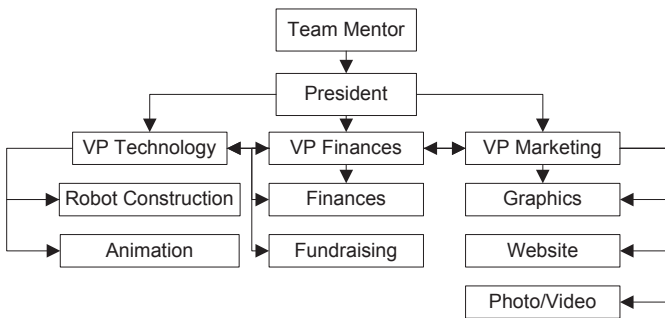 Team Mentor
President
VP Technology
VP Finances
VP Marketing
Robot Construction
Finances
Graphics
Animation
Fundraising
Website
Photo/Video